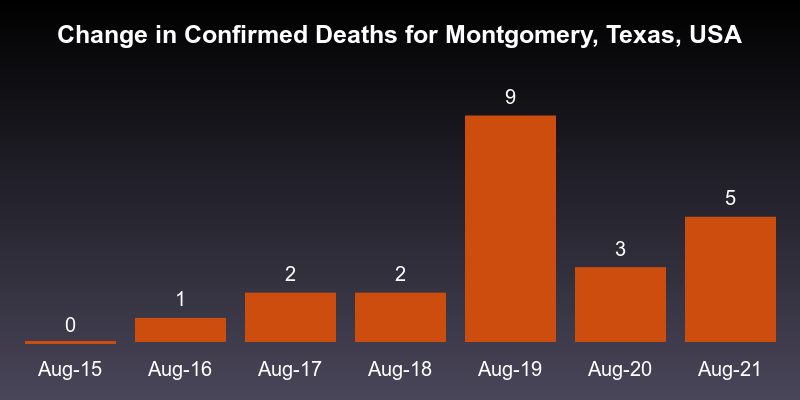 Change in Confirmed Deaths for Montgomery, Texas, USA
0 1 2 2 9 3 5
Aug-15 Aug-16 Aug-17 Aug-18 Aug-19 Aug-20 Aug-21